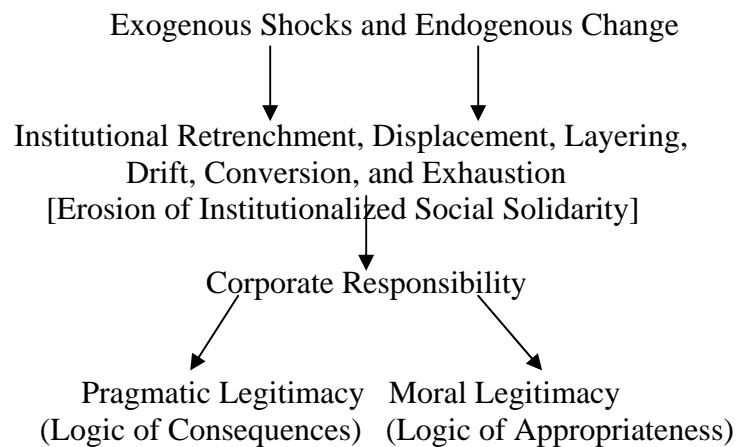 Exogenous Shocks and Endogenous Change
Institutional Retrenchment, Displacement, Layering,
Drift, Conversion, and Exhaustion
[Erosion of Institutionalized Social Solidarity]
Corporate Responsibility
Pragmatic Legitimacy Moral Legitimacy
(Logic of Consequences) (Logic of Appropriateness)